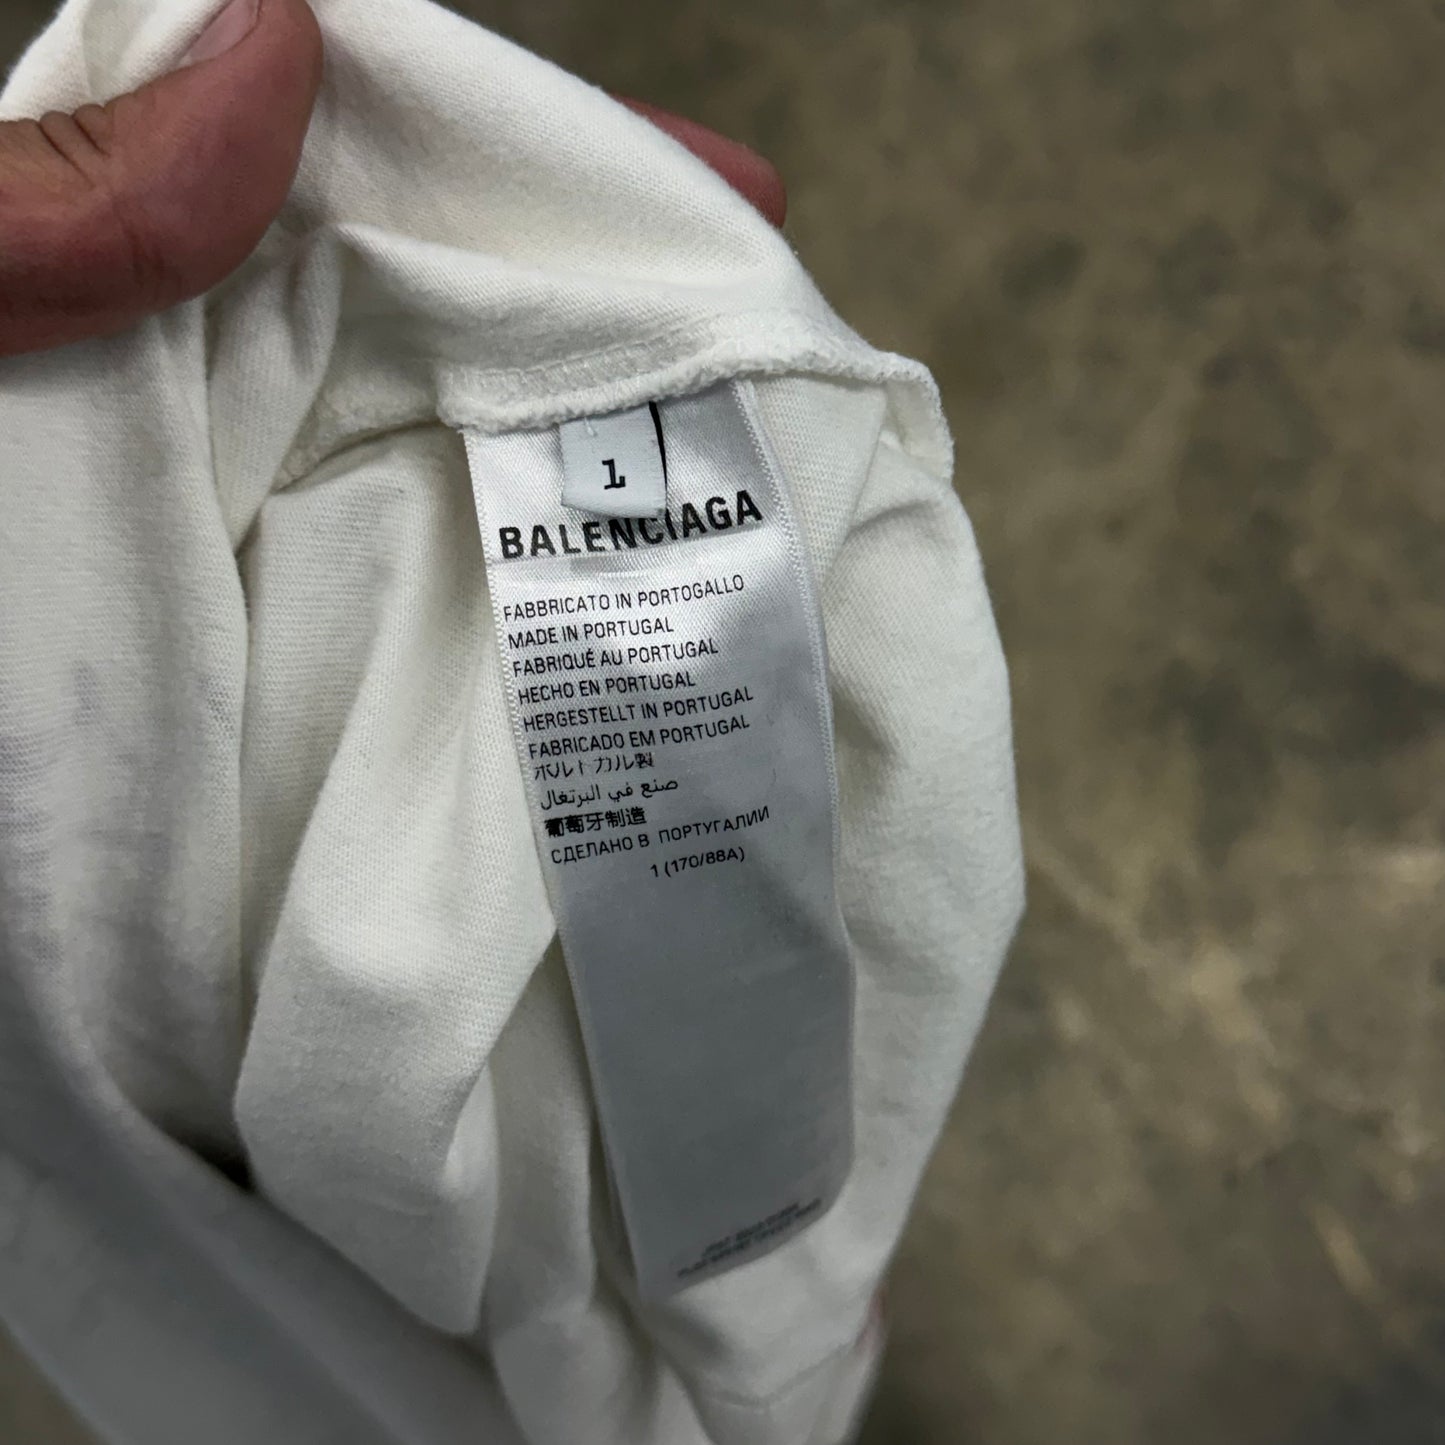 1
BALENCIAGA
FABBRICATO IN PORTOGALLO
MADE IN PORTUGAL
FABRIQUÉ AU PORTUGAL
HECHO EN PORTUGAL
HERGESTELLT IN PORTUGAL
FABRICADO EM PORTUGAL
ポルトガル製
صنع في البرتغال
葡萄牙制造
СДЕЛАНО В ПОРТУГАЛИИ
1 (170/88A)